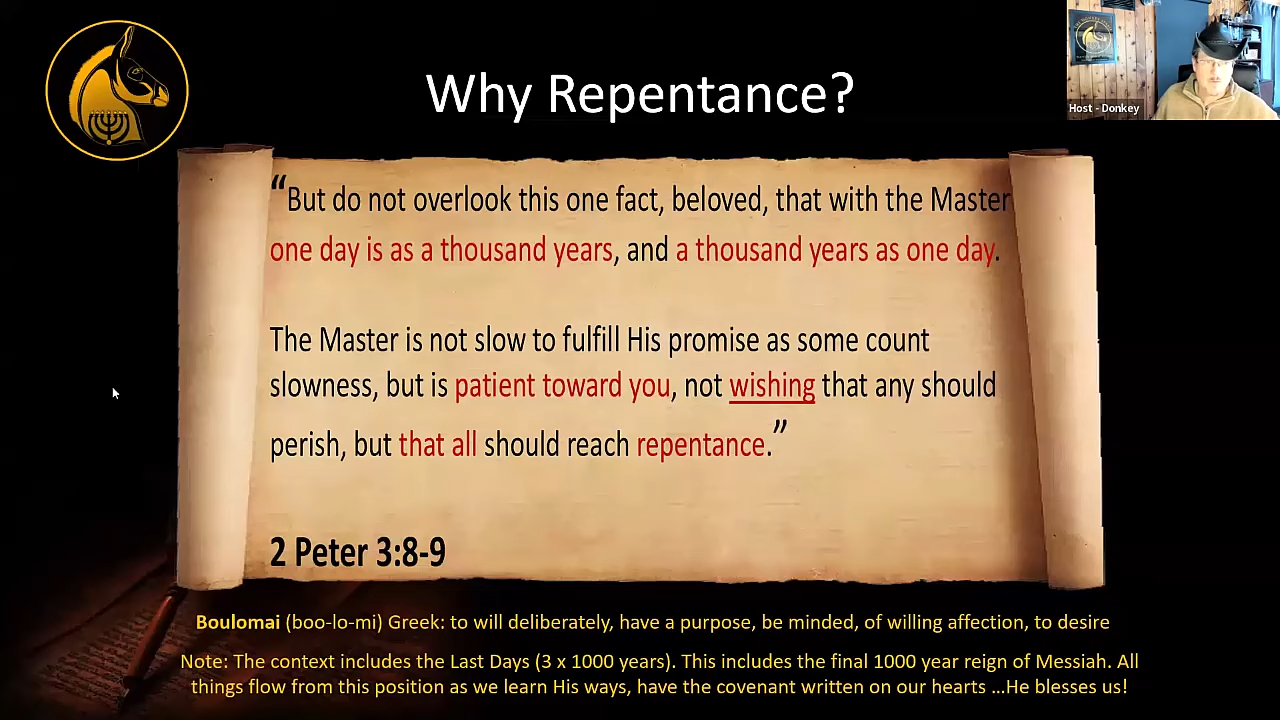 Why Repentance?
Host - Donkey
“But do not overlook this one fact, beloved, that with the Master
one day is as a thousand years, and a thousand years as one day.
The Master is not slow to fulfill His promise as some count
slowness, but is patient toward you, not wishing that any should
perish, but that all should reach repentance.”
2 Peter 3:8-9
Boulomai (boo-lo-mi) Greek: to will deliberately, have a purpose, be minded, of willing affection, to desire
Note: The context includes the Last Days (3 x 1000 years). This includes the final 1000 year reign of Messiah. All
things flow from this position as we learn His ways, have the covenant written on our hearts ...He blesses us!